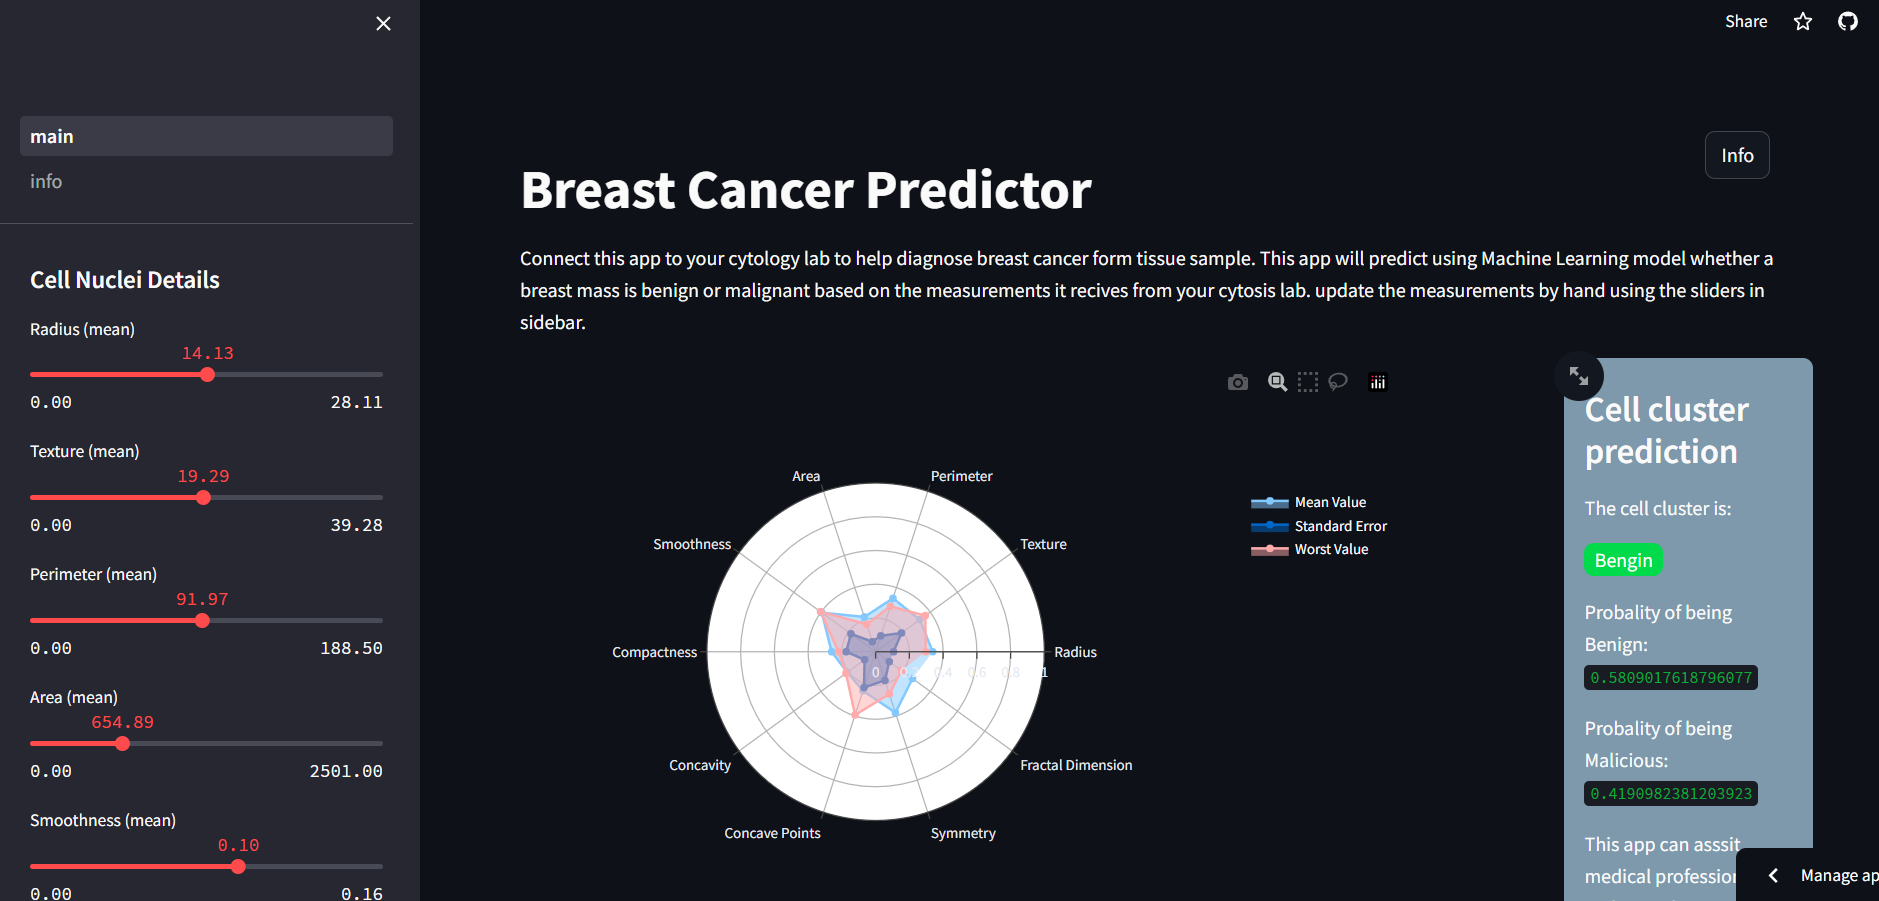 Share
main
info
Info
Breast Cancer Predictor
Connect this app to your cytology lab to help diagnose breast cancer form tissue sample. This app will predict using Machine Learning model whether a
breast mass is benign or malignant based on the measurements it recives from your cytosis lab. update the measurements by hand using the sliders in
sidebar.
Cell Nuclei Details
Radius (mean)
14.13
0.00 28.11
Texture (mean)
19.29
0.00 39.28
Perimeter (mean)
91.97
0.00 188.50
Area (mean)
654.89
0.00 2501.00
Smoothness (mean)
0.10
0.00 0.16
Area Perimeter
Smoothness Texture
Compactness Radius
0 0.4 0.6 0.8 1
Concavity Fractal Dimension
Concave Points Symmetry
Mean Value
Standard Error
Worst Value
Cell cluster
prediction
The cell cluster is:
Bengin
Probality of being
Benign:
0.5809017618796077
Probality of being
Malicious:
0.4190982381203923
This app can asssit
medical
Manage